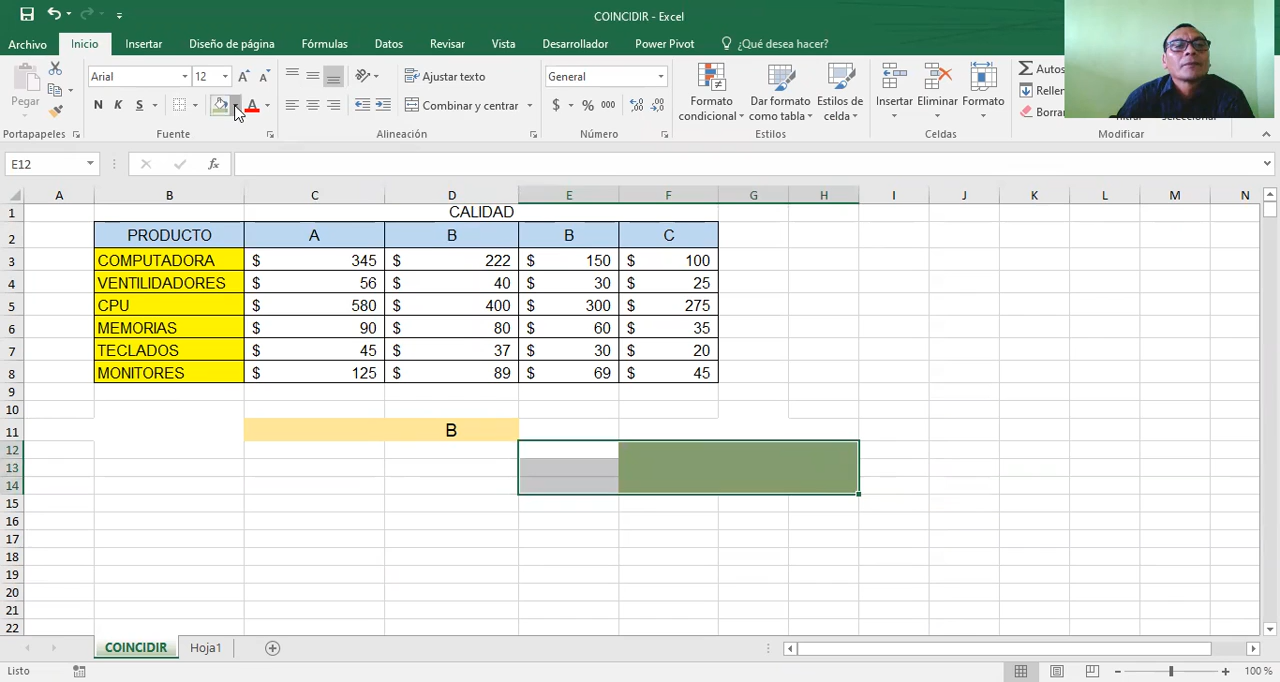 COINCIDIR - Excel
Archivo Inicio Insertar Diseño de página Fórmulas Datos Revisar Vista Desarrollador Power Pivot ¿Qué desea hacer?
Pegar
Arial 12
N K S A
Ajustar texto
Combinar y centrar
General
$ % 000
Formato condicional
Dar formato como tabla
Estilos de celda
Insertar Eliminar Formato
Autos
Rellen
Borrar
Portapapeles Fuente Alineación Número Estilos Celdas Modificar
E12 fx
A B C D E F G H I J K L M N
1 CALIDAD
2 PRODUCTO A B B C
3 COMPUTADORA $ 345 $ 222 $ 150 $ 100
4 VENTILIDADORES $ 56 $ 40 $ 30 $ 25
5 CPU $ 580 $ 400 $ 300 $ 275
6 MEMORIAS $ 90 $ 80 $ 60 $ 35
7 TECLADOS $ 45 $ 37 $ 30 $ 20
8 MONITORES $ 125 $ 89 $ 69 $ 45
9
10
11 B
12
13
14
15
16
17
18
19
20
21
22
COINCIDIR Hoja1
Listo 100 %